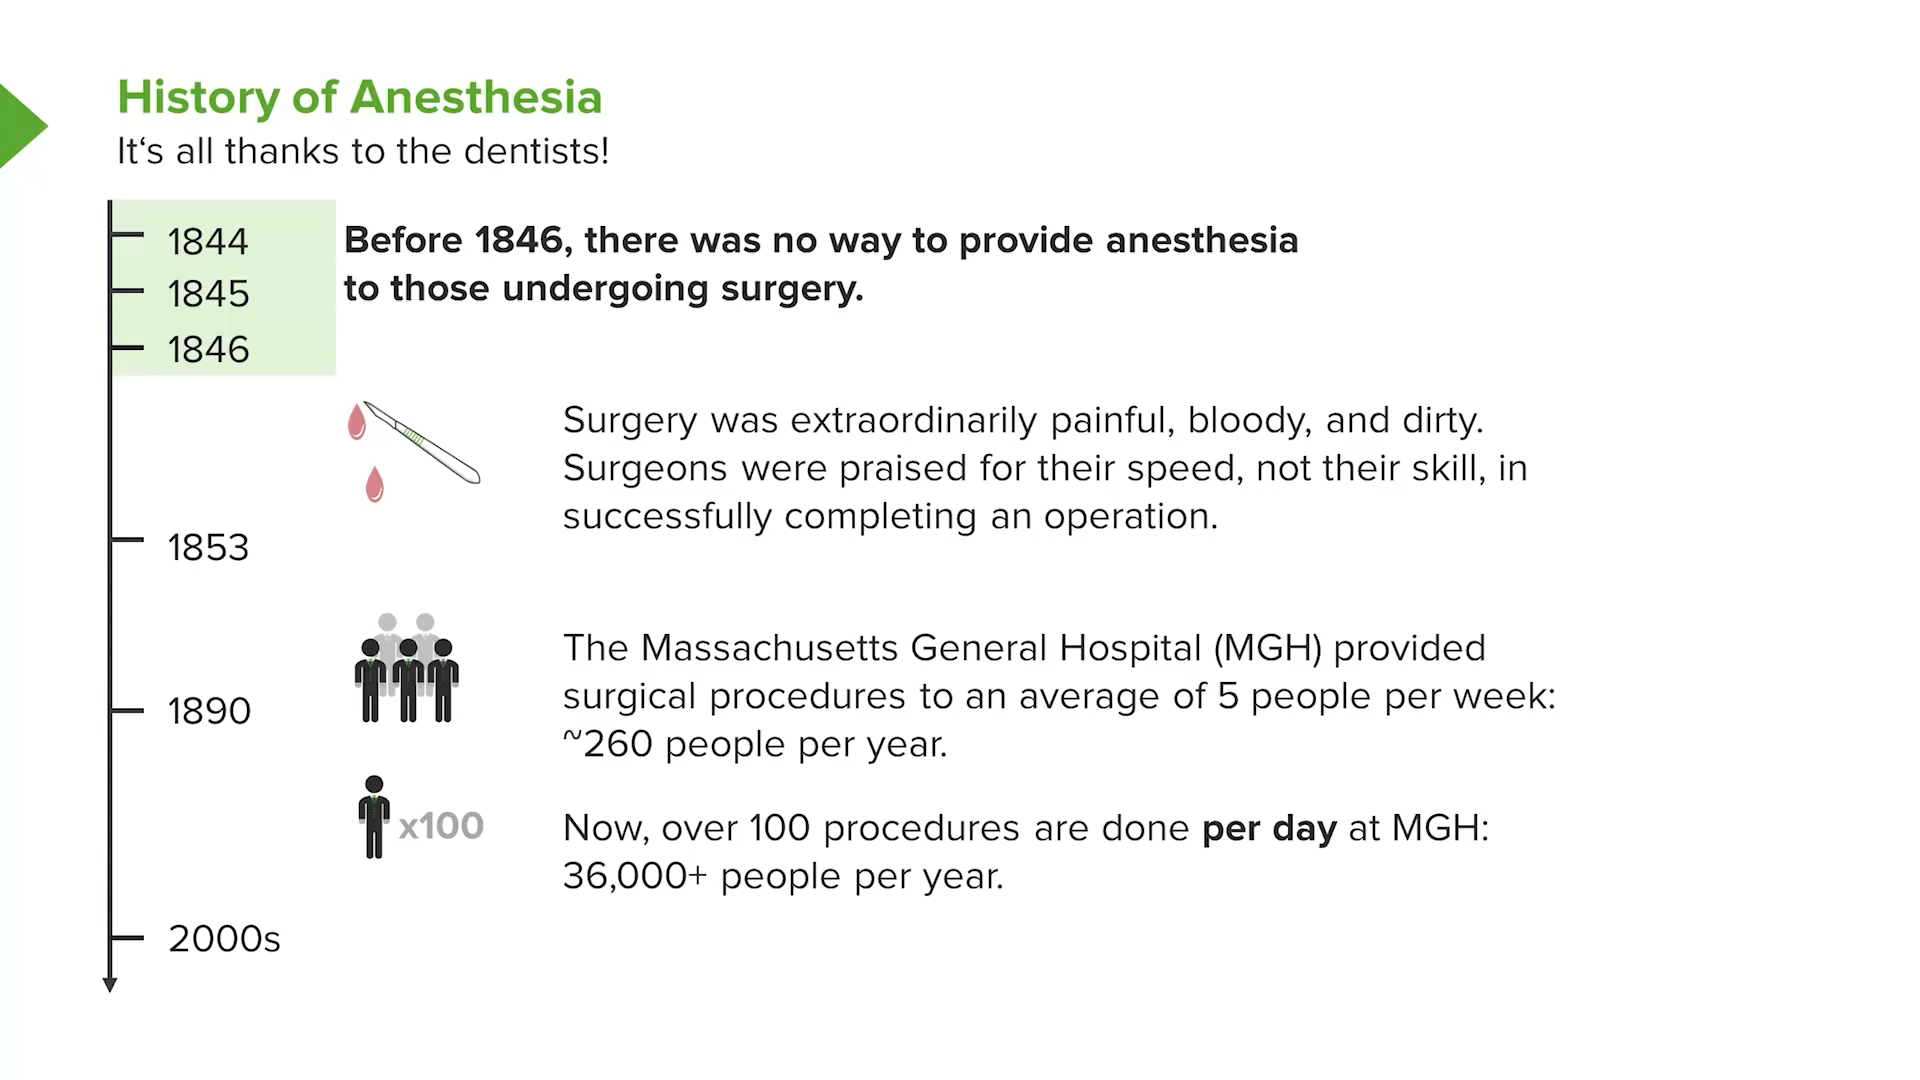 History of Anesthesia
It‘s all thanks to the dentists!
1844
1845
1846
1853
1890
2000s
Before 1846, there was no way to provide anesthesia
to those undergoing surgery.
Surgery was extraordinarily painful, bloody, and dirty.
Surgeons were praised for their speed, not their skill, in
successfully completing an operation.
The Massachusetts General Hospital (MGH) provided
surgical procedures to an average of 5 people per week:
~260 people per year.
x100
Now, over 100 procedures are done per day at MGH:
36,000+ people per year.